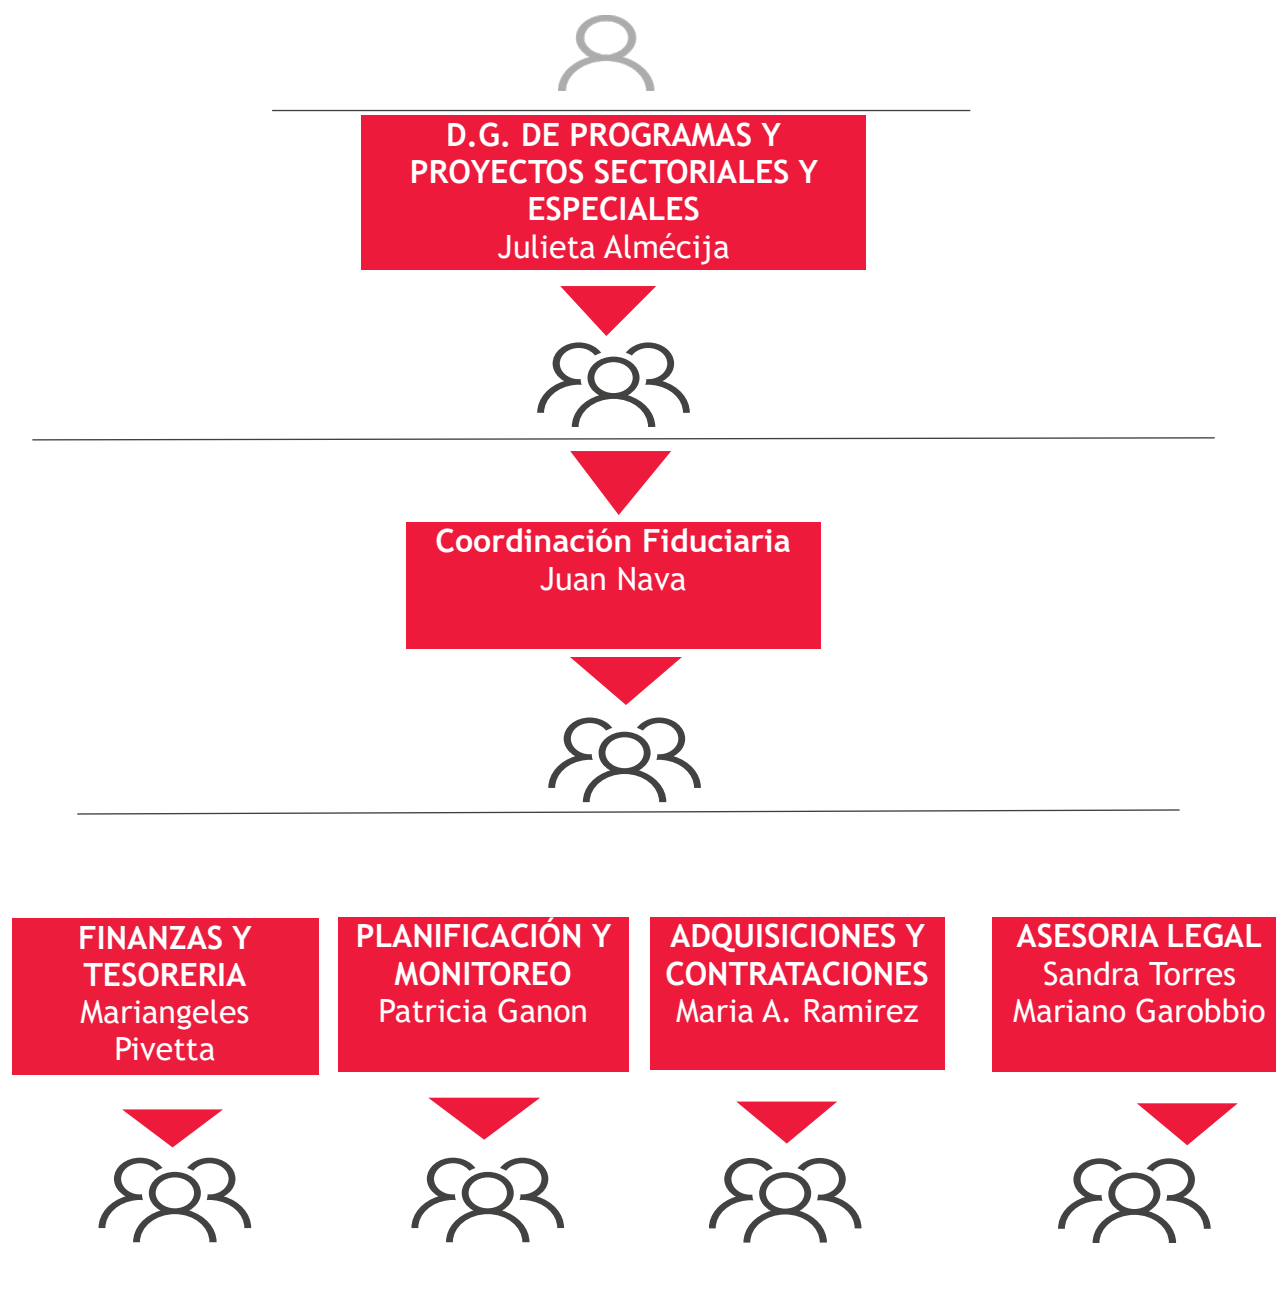 D.G. DE PROGRAMAS Y
PROYECTOS SECTORIALES Y
ESPECIALES
Julieta Almécija
Coordinación Fiduciaria
Juan Nava
FINANZAS Y
TESORERIA
Mariangeles
Pivetta
PLANIFICACIÓN Y
MONITOREO
Patricia Ganon
ADQUISICIONES Y
CONTRATACIONES
Maria A. Ramirez
ASESORIA LEGAL
Sandra Torres
Mariano Garobbio